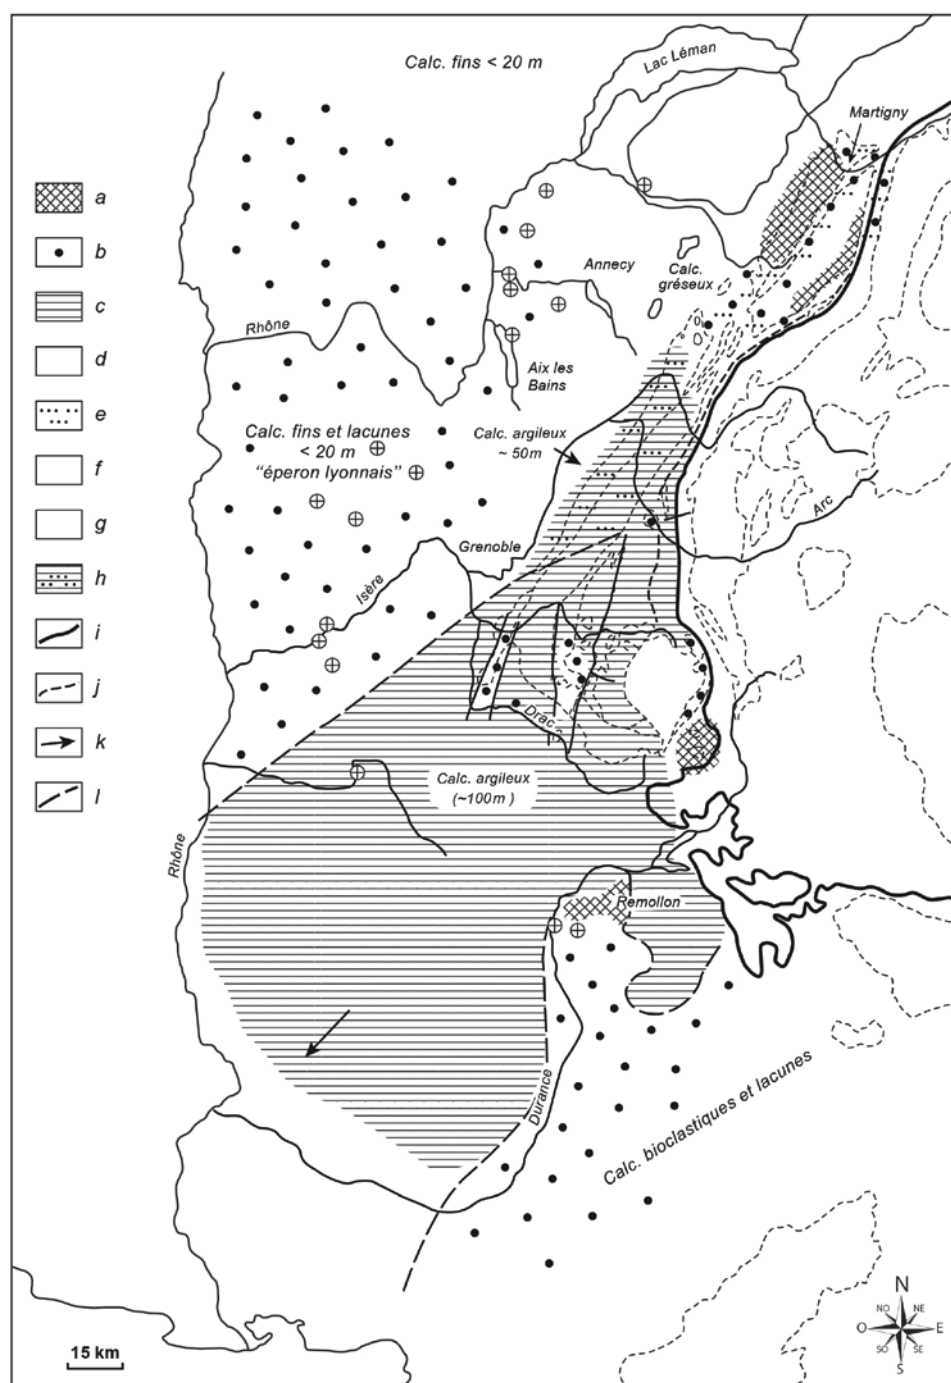 Calc. fins < 20 m
Lac Léman
Martigny
a
b
c
d
e
f
g
h
i
j
k
l
Annecy
Calc.
gréseux
Rhône
Aix les
Bains
Calc. fins et lacunes
< 20 m
"éperon lyonnais"
Calc. argileux
~ 50m
Arc
Grenoble
Isère
Drac
Calc. argileux
(~100m)
Rhône
Remollon
Durance
Calc. bioclastiques et lacunes
N
NO
NE
O
E
SO
SE
S
15 km